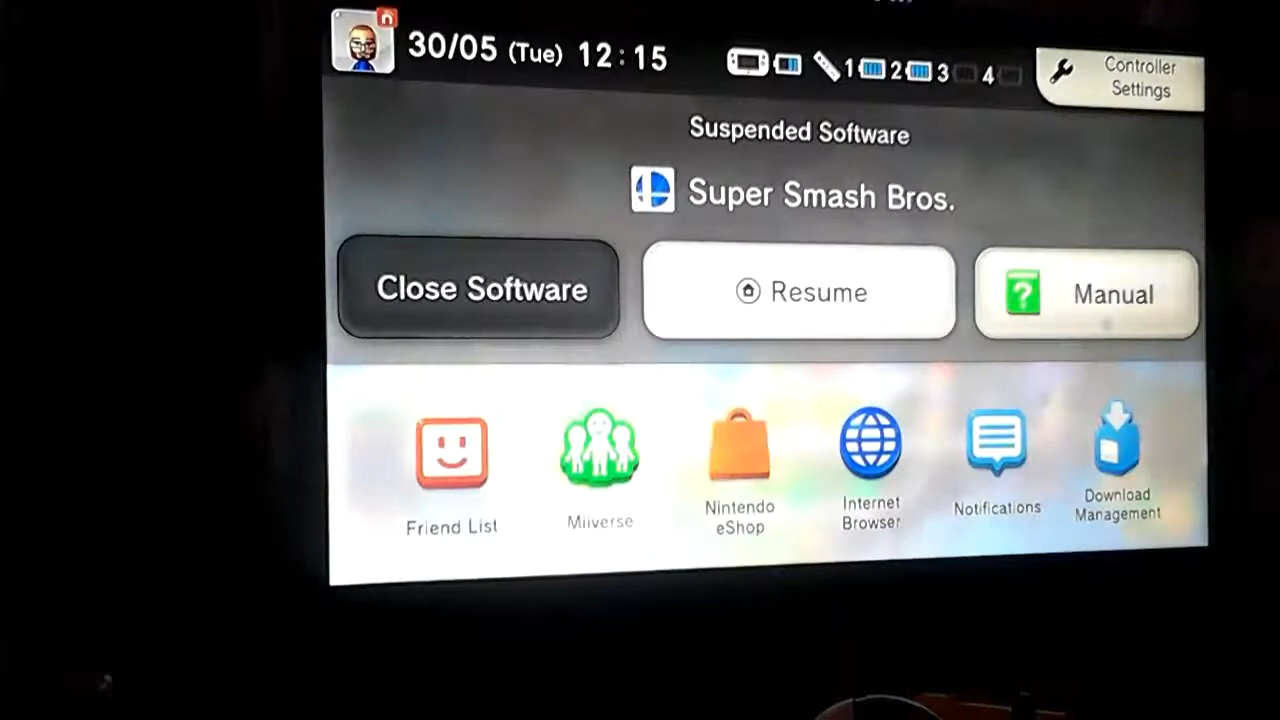 30/05 (Tue) 12:15
1 2 3 4
Controller
Settings
Suspended Software
Super Smash Bros.
Close Software
Resume
? Manual
Friend List
Miiverse
Nintendo
eShop
Internet
Browser
Notifications
Download
Management